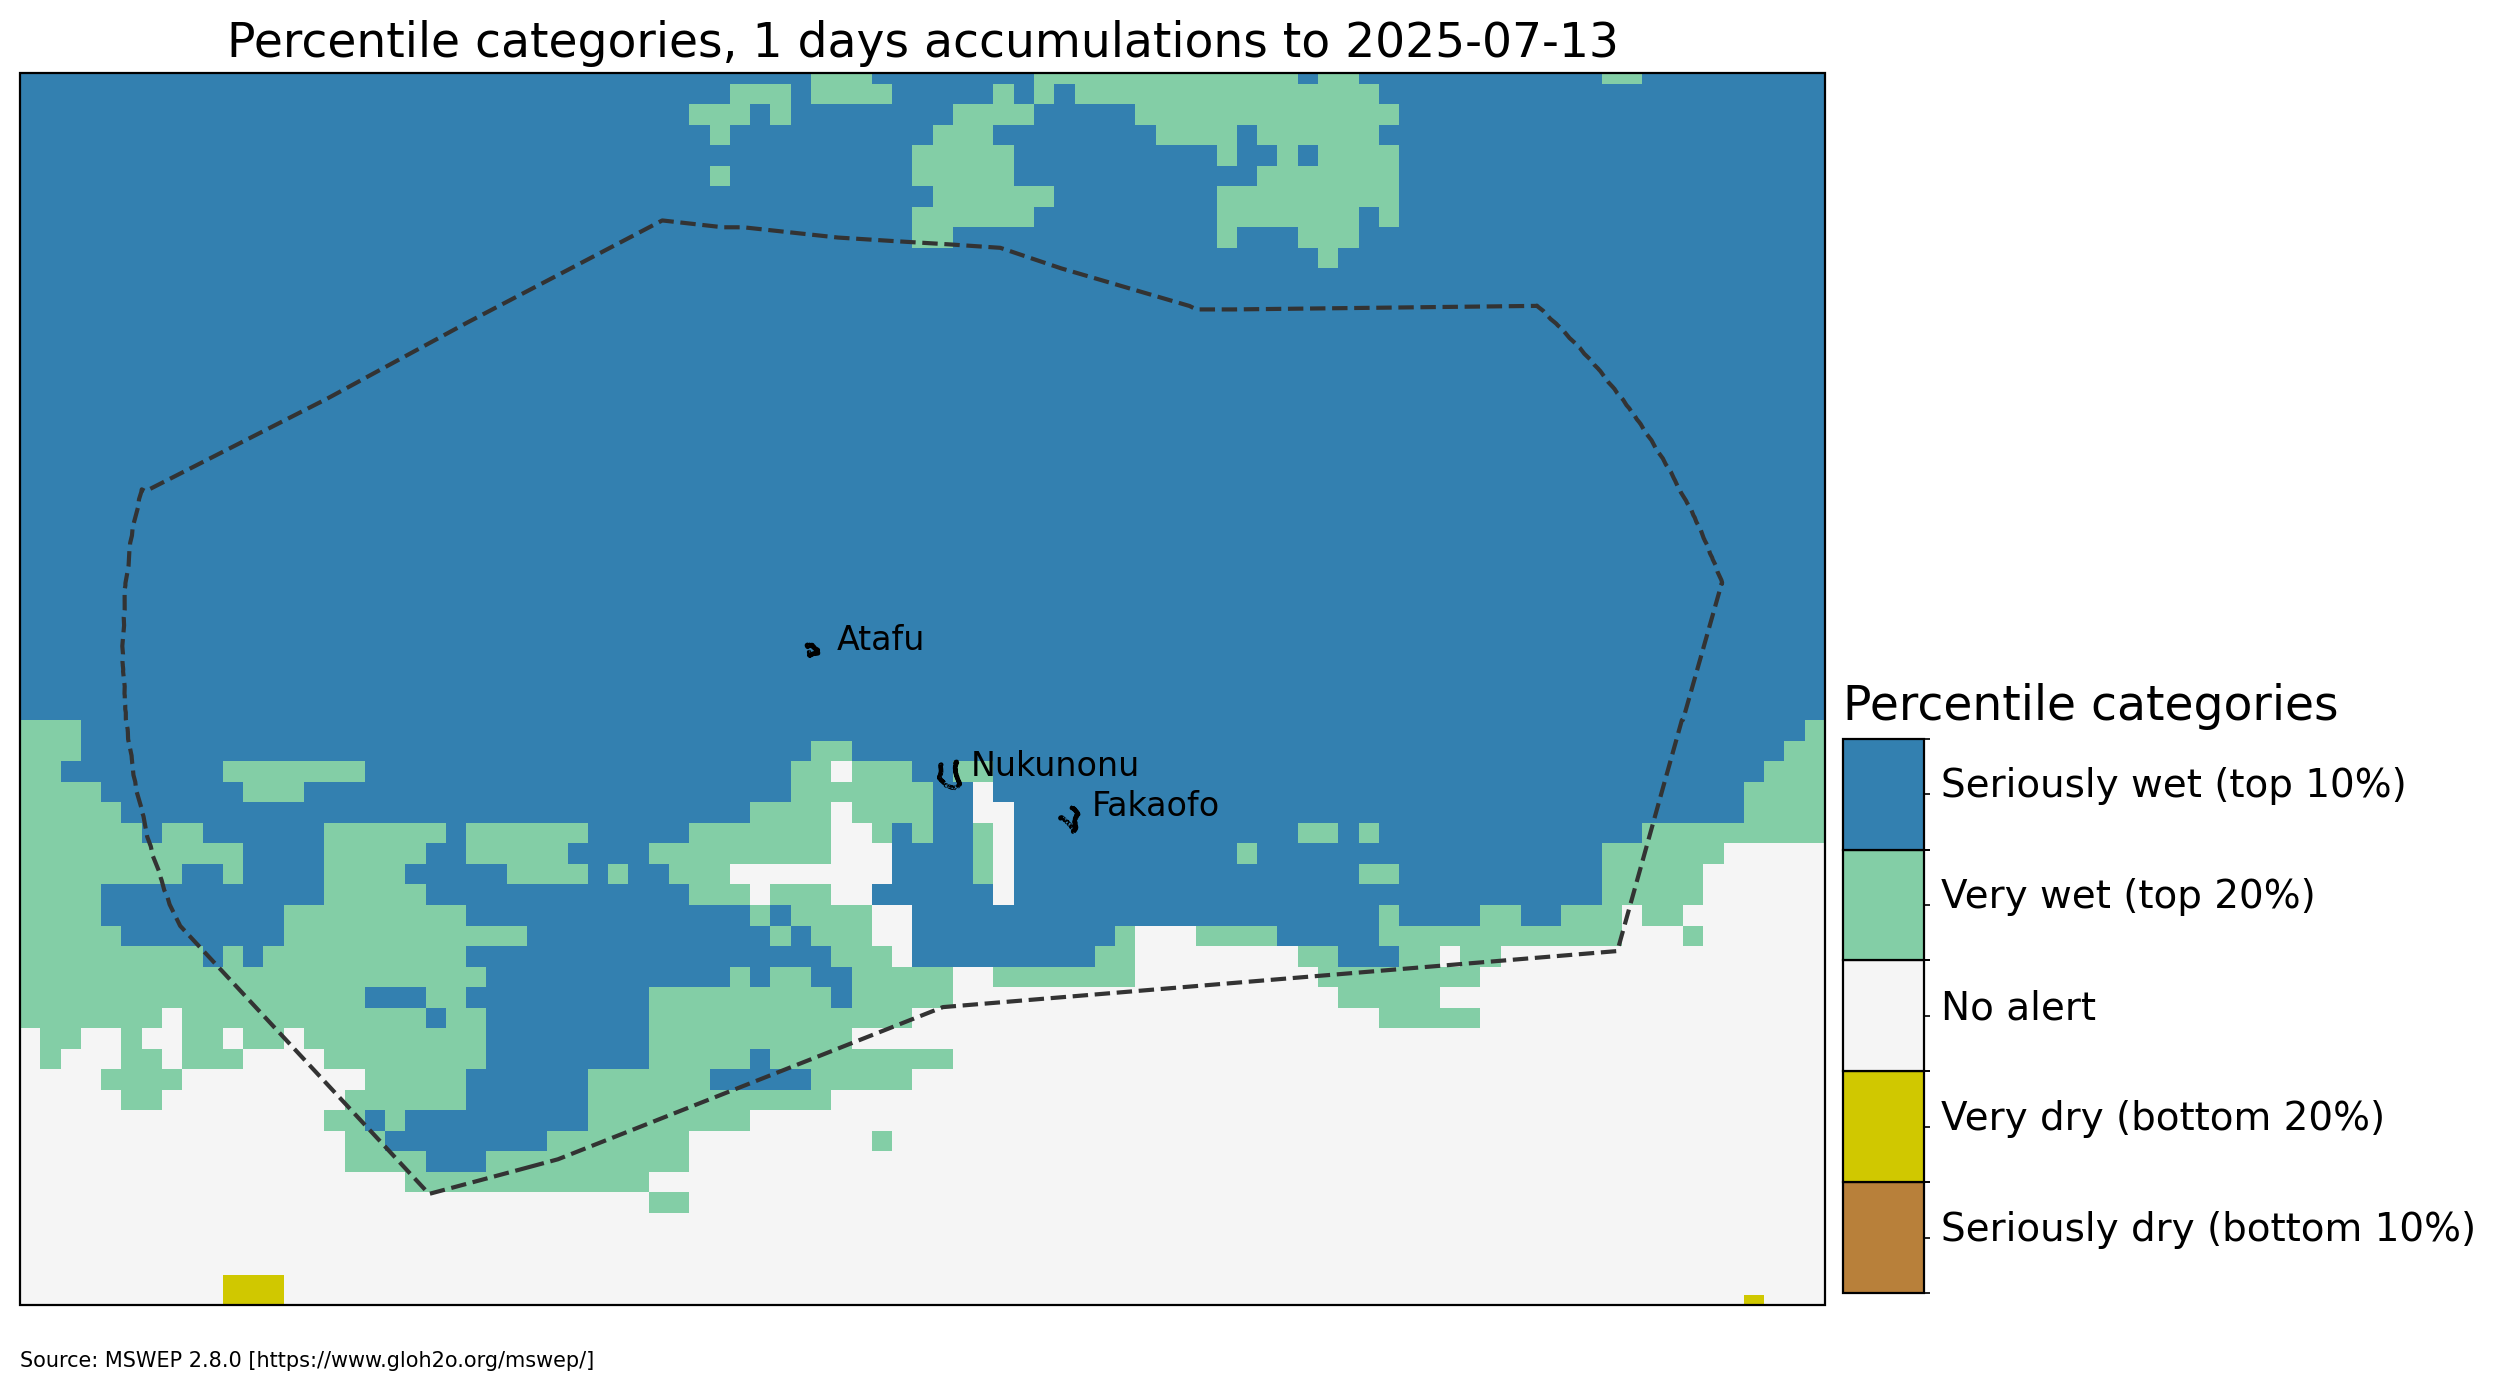 Percentile categories, 1 days accumulations to 2025-07-13
Atafu
Nukunonu
Fakaofo
Percentile categories
Seriously wet (top 10%)
Very wet (top 20%)
No alert
Very dry (bottom 20%)
Seriously dry (bottom 10%)
Source: MSWEP 2.8.0 [https://www.gloh2o.org/mswep/]